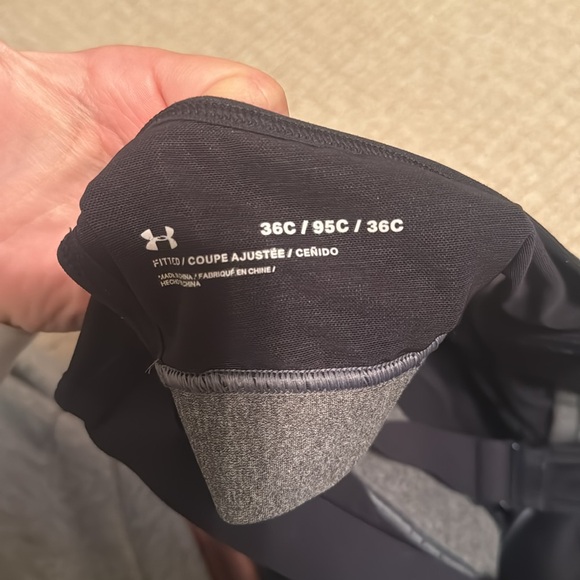 36C / 95C / 36C
FITTED / COUPE AJUSTÉE / CEÑIDO
FABRIQUÉ EN CHINE /